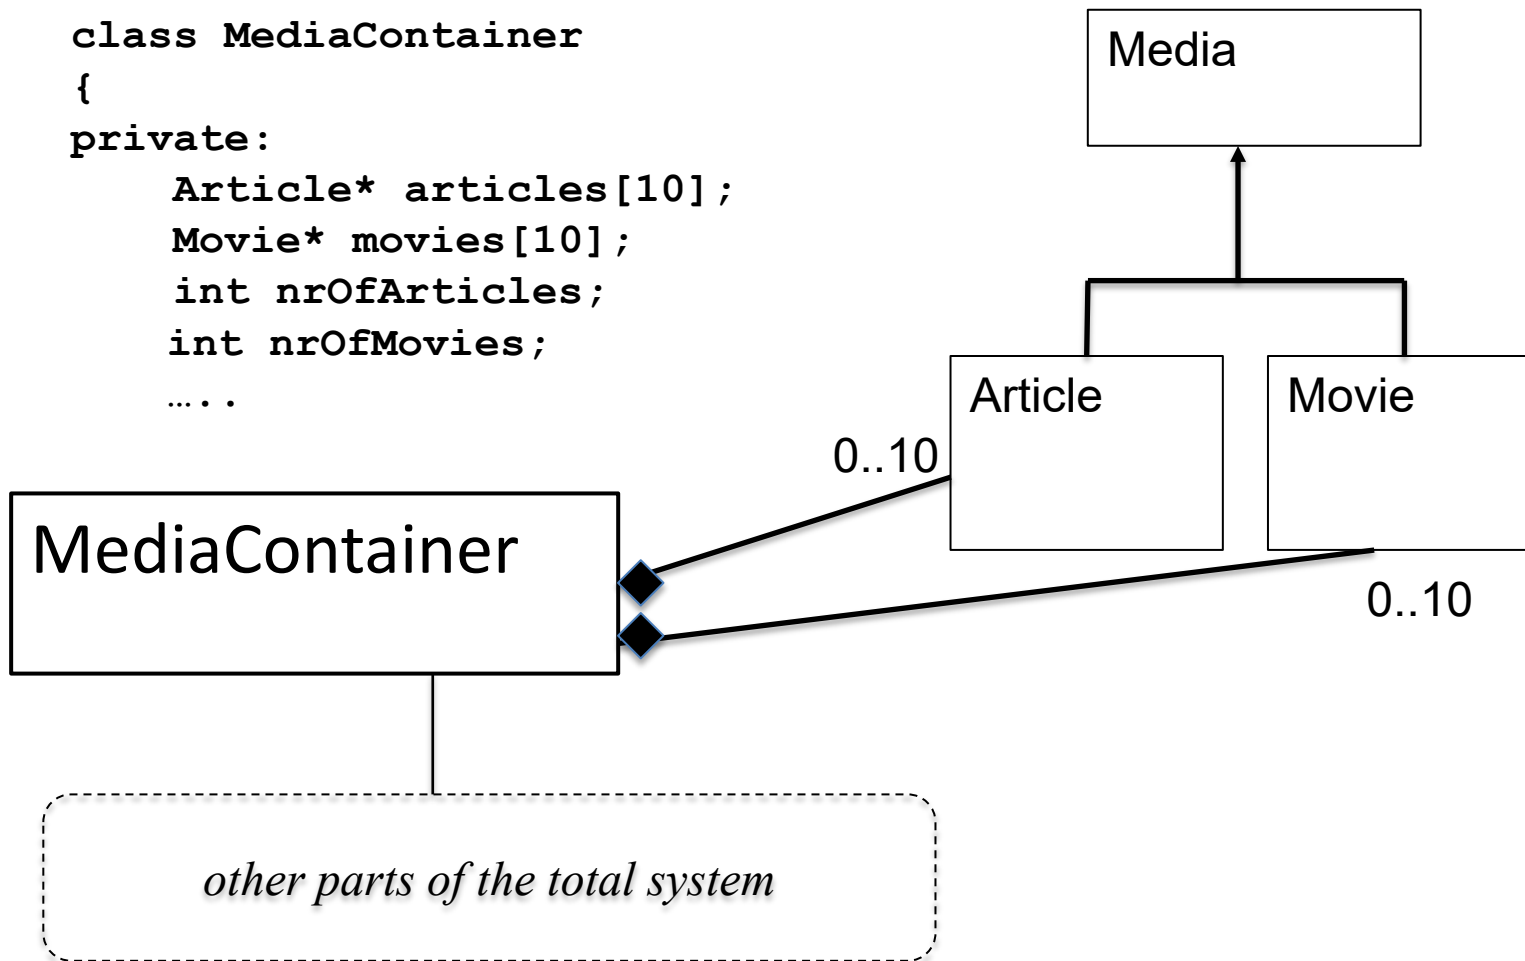 class MediaContainer
{
private:
Article* articles[10];
Movie* movies[10];
int nrOfArticles;
int nrOfMovies;
…..
Media
Article
Movie
0..10
MediaContainer
0..10
other parts of the total system